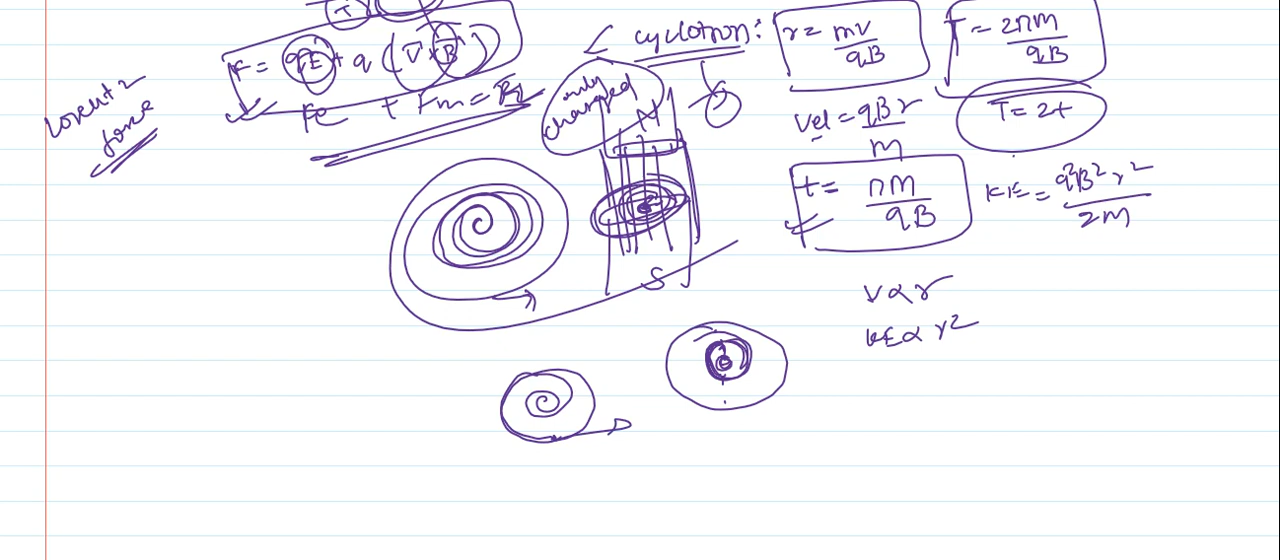 F = qE + q (V × B)
Fe + Fm = FL
Lorentz
force
< cyclotron:
only
charged
N
S
r = mv / qB
T = 2πm / qB
T = 2t
Vel = qBr / m
t = πm / qB
KE = q²B²r² / 2m
V ∝ r
KE ∝ r²